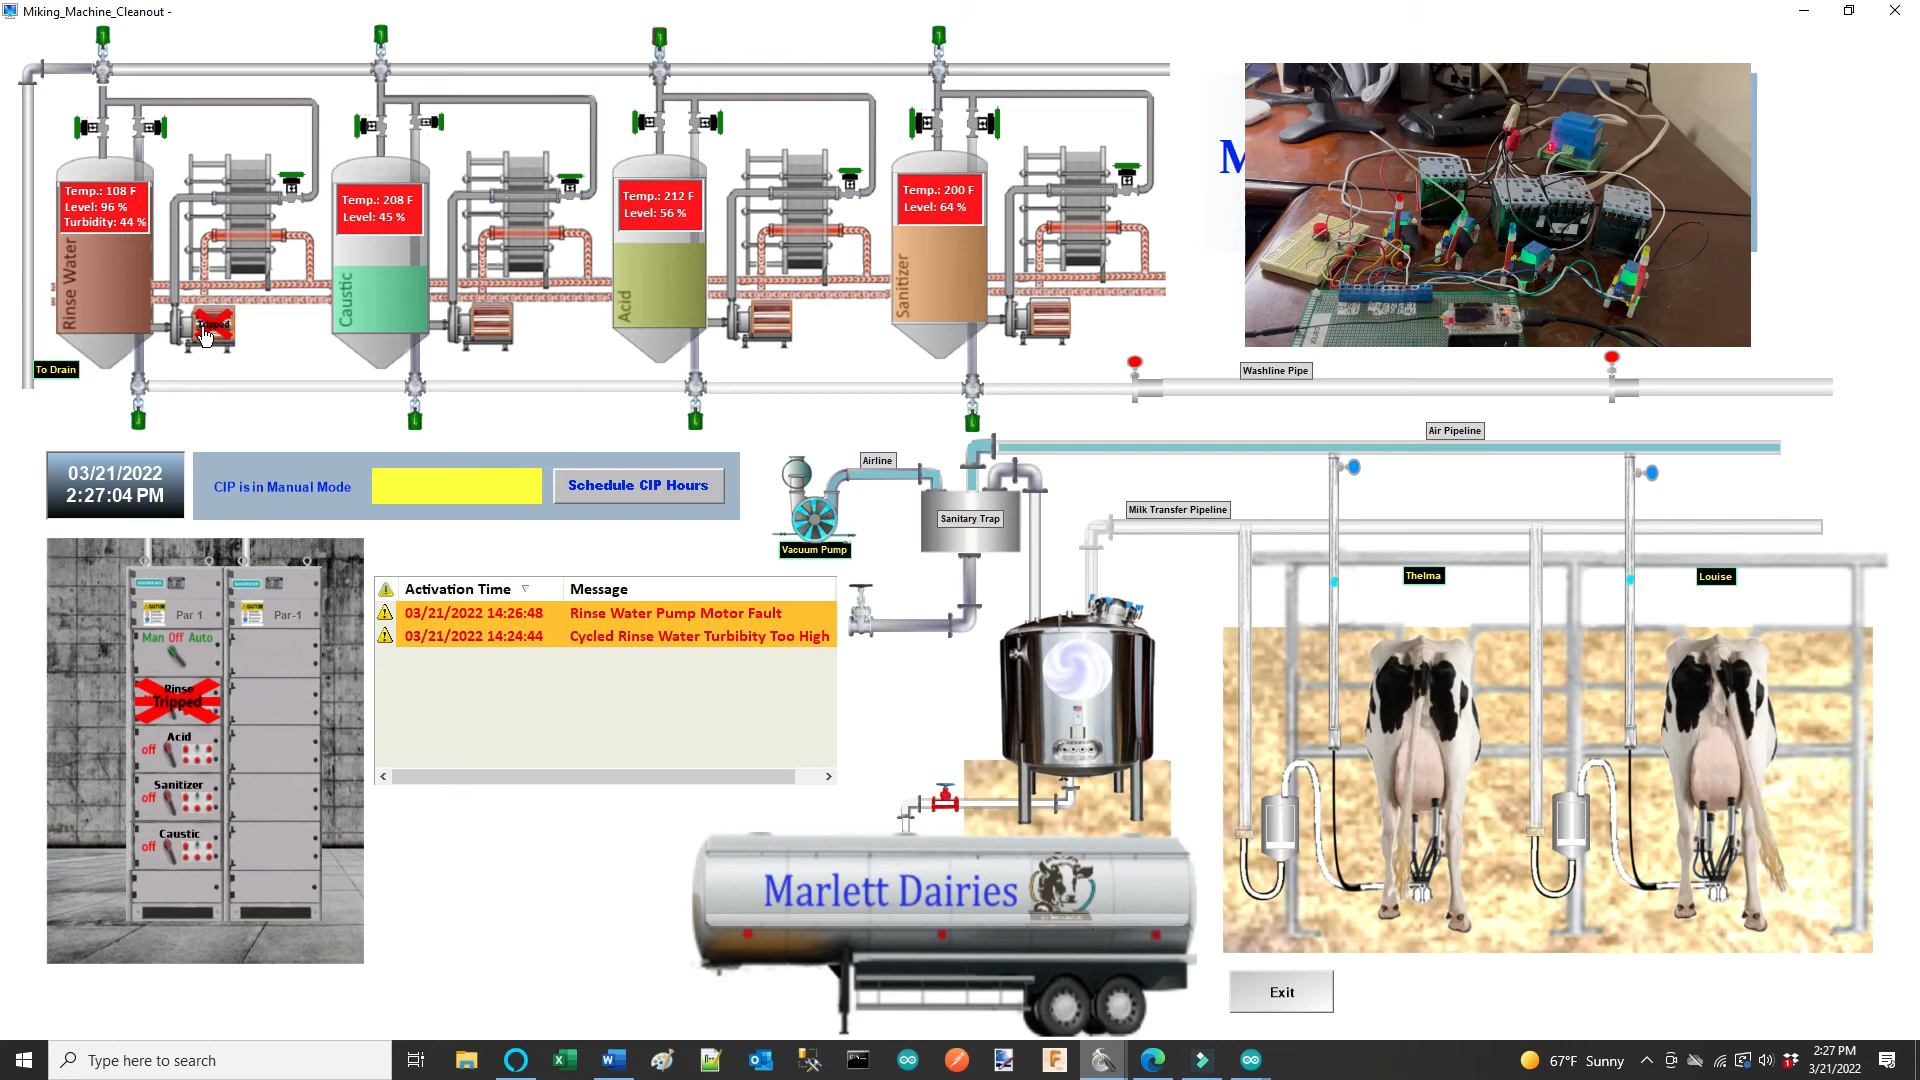 Miking_Machine_Cleanout -
Temp.: 108 F
Level: 96 %
Turbidity: 44 %
Rinse Water
Tripped
Temp.: 208 F
Level: 45 %
Caustic
Temp.: 212 F
Level: 56 %
Acid
Temp.: 200 F
Level: 64 %
Sanitizer
M
To Drain
Washline Pipe
Air Pipeline
03/21/2022
2:27:04 PM
CIP is in Manual Mode
Schedule CIP Hours
Airline
Sanitary Trap
Vacuum Pump
Milk Transfer Pipeline
Thelma
Louise
Par 1
Par-1
Man Off Auto
Rinse
Tripped
Acid
off
Sanitizer
off
Caustic
off
Activation Time
Message
03/21/2022 14:26:48 Rinse Water Pump Motor Fault
03/21/2022 14:24:44 Cycled Rinse Water Turbibity Too High
Marlett Dairies
Exit
Type here to search
67°F Sunny
2:27 PM
3/21/2022